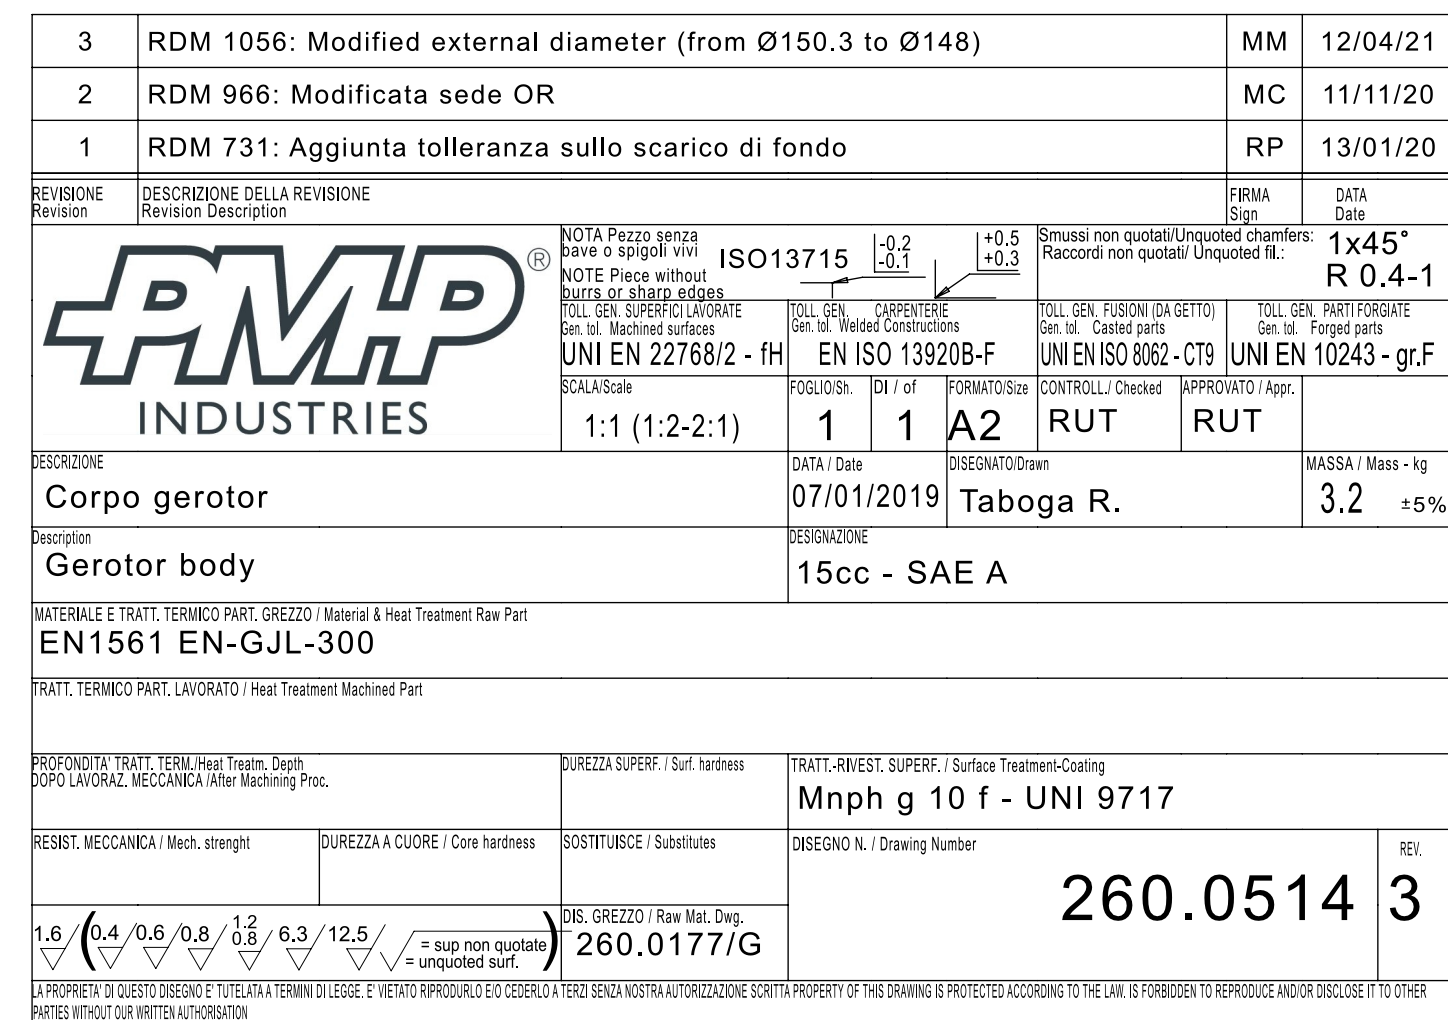 3 RDM 1056: Modified external diameter (from Ø150.3 to Ø148) MM 12/04/21
2 RDM 966: Modificata sede OR MC 11/11/20
1 RDM 731: Aggiunta tolleranza sullo scarico di fondo RP 13/01/20
REVISIONE DESCRIZIONE DELLA REVISIONE FIRMA DATA
Revision Revision Description Sign Date
PMP®
INDUSTRIES
NOTA Pezzo senza
bave o spigoli vivi
NOTE Piece without
burrs or sharp edges
ISO13715
-0.2
-0.1
+0.5
+0.3
Smussi non quotati/Unquoted chamfers: 1x45°
Raccordi non quotati/ Unquoted fil.: R 0.4-1
TOLL. GEN. SUPERFICI LAVORATE
Gen. tol. Machined surfaces
UNI EN 22768/2 - fH
TOLL. GEN. CARPENTERIE
Gen. tol. Welded Constructions
EN ISO 13920B-F
TOLL. GEN. FUSIONI (DA GETTO)
Gen. tol. Casted parts
UNI EN ISO 8062 - CT9
TOLL. GEN. PARTI FORGIATE
Gen. tol. Forged parts
UNI EN 10243 - gr.F
SCALA/Scale
1:1 (1:2-2:1)
FOGLIO/Sh.
1
DI / of
1
FORMATO/Size
A2
CONTROLL./ Checked
RUT
APPROVATO / Appr.
RUT
DESCRIZIONE
Corpo gerotor
DATA / Date
07/01/2019
DISEGNATO/Drawn
Taboga R.
MASSA / Mass - kg
3.2 ±5%
Description
Gerotor body
DESIGNAZIONE
15cc - SAE A
MATERIALE E TRATT. TERMICO PART. GREZZO / Material & Heat Treatment Raw Part
EN1561 EN-GJL-300
TRATT. TERMICO PART. LAVORATO / Heat Treatment Machined Part
PROFONDITA' TRATT. TERM./Heat Treatm. Depth
DOPO LAVORAZ. MECCANICA /After Machining Proc.
DUREZZA SUPERF. / Surf. hardness
TRATT.-RIVEST. SUPERF. / Surface Treatment-Coating
Mnph g 10 f - UNI 9717
RESIST. MECCANICA / Mech. strenght
DUREZZA A CUORE / Core hardness
SOSTITUISCE / Substitutes
DISEGNO N. / Drawing Number
260.0514
REV.
3
1.6 (0.4 0.6 0.8 1.2 0.8 6.3 12.5 = sup non quotate
= unquoted surf. )
DIS. GREZZO / Raw Mat. Dwg.
260.0177/G
LA PROPRIETA' DI QUESTO DISEGNO E' TUTELATA A TERMINI DI LEGGE. E' VIETATO RIPRODURLO E/O CEDERLO A TERZI SENZA NOSTRA AUTORIZZAZIONE SCRITTA PROPERTY OF THIS DRAWING IS PROTECTED ACCORDING TO THE LAW. IS FORBIDDEN TO REPRODUCE AND/OR DISCLOSE IT TO OTHER
PARTIES WITHOUT OUR WRITTEN AUTHORISATION